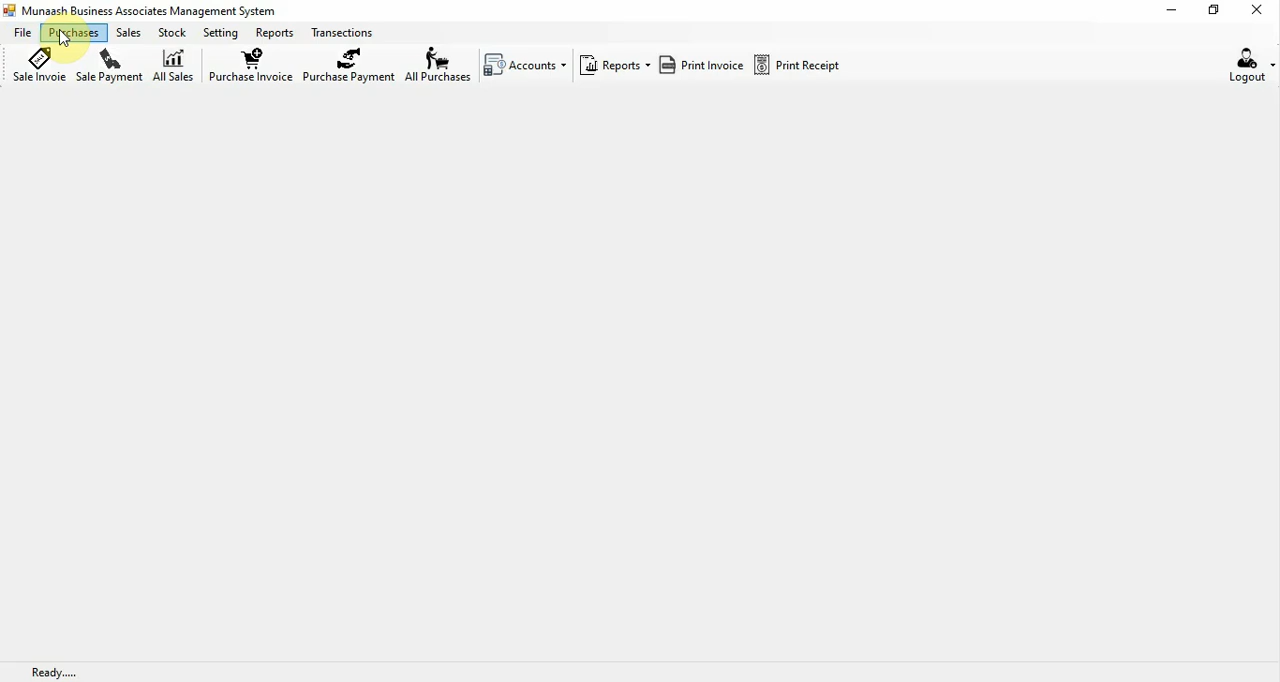 Munaash Business Associates Management System
File Purchases Sales Stock Setting Reports Transections
Sale Invoie Sale Payment All Sales Purchase Invoice Purchase Payment All Purchases Accounts Reports Print Invoice Print Receipt Logout
Ready.....